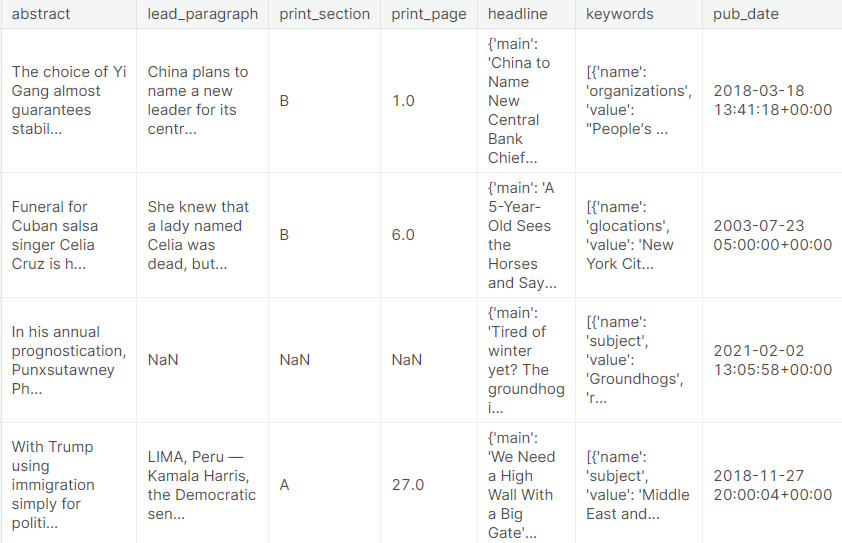 abstract lead_paragraph print_section print_page headline keywords pub_date
The choice of Yi
Gang almost
guarantees
stabil...
China plans to
name a new
leader for its
centr...
B
1.0
{'main':
'China to
Name
New
Central
Bank
Chief...
[{'name':
'organizations',
'value':
"People's ...
2018-03-18
13:41:18+00:00
Funeral for
Cuban salsa
singer Celia
Cruz is h...
She knew that
a lady named
Celia was
dead, but...
B
6.0
{'main': 'A
5-Year-
Old Sees
the
Horses
and Say...
[{'name':
'glocations',
'value': 'New
York Cit...
2003-07-23
05:00:00+00:00
In his annual
prognostication,
Punxsutawney
Ph...
NaN
NaN
NaN
{'main':
'Tired of
winter
yet? The
groundhog
i...
[{'name':
'subject',
'value':
'Groundhogs',
'r...
2021-02-02
13:05:58+00:00
With Trump
using
immigration
simply for
politi...
LIMA, Peru —
Kamala Harris,
the Democratic
sen...
A
27.0
{'main':
'We Need
a High
Wall With
a Big
Gate'...
[{'name':
'subject',
'value': 'Middle
East and...
2018-11-27
20:00:04+00:00